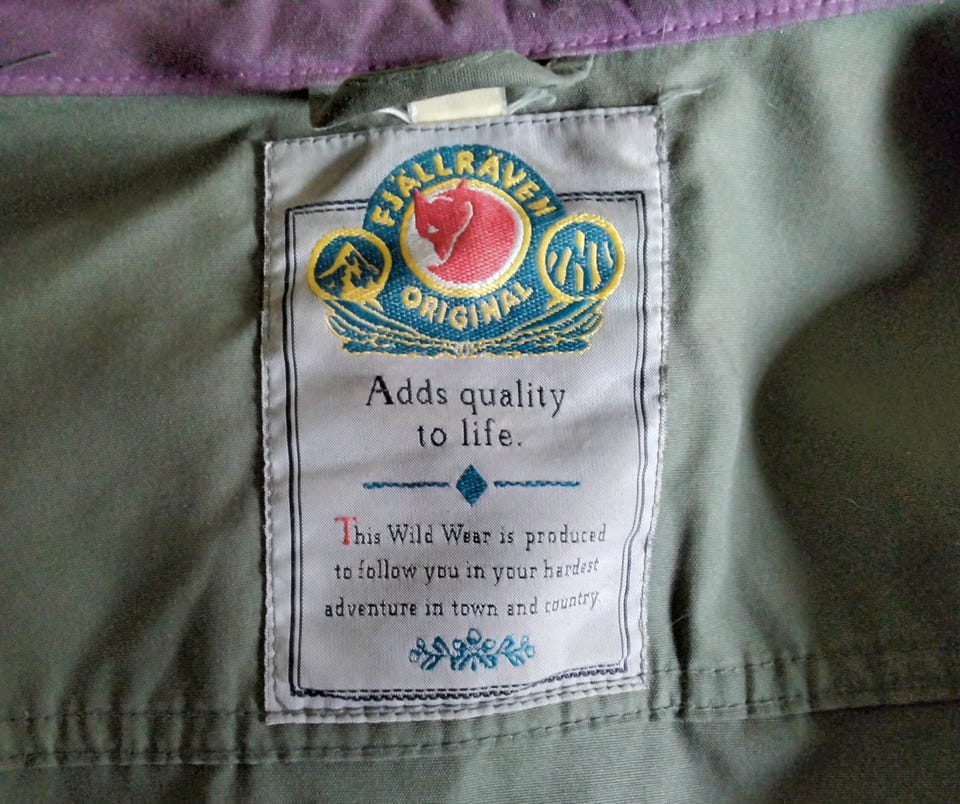 FJÄLLRÄVEN
ORIGINAL
Adds quality
to life.
This Wild Wear is produced
to follow you in your hardest
adventure in town and country.